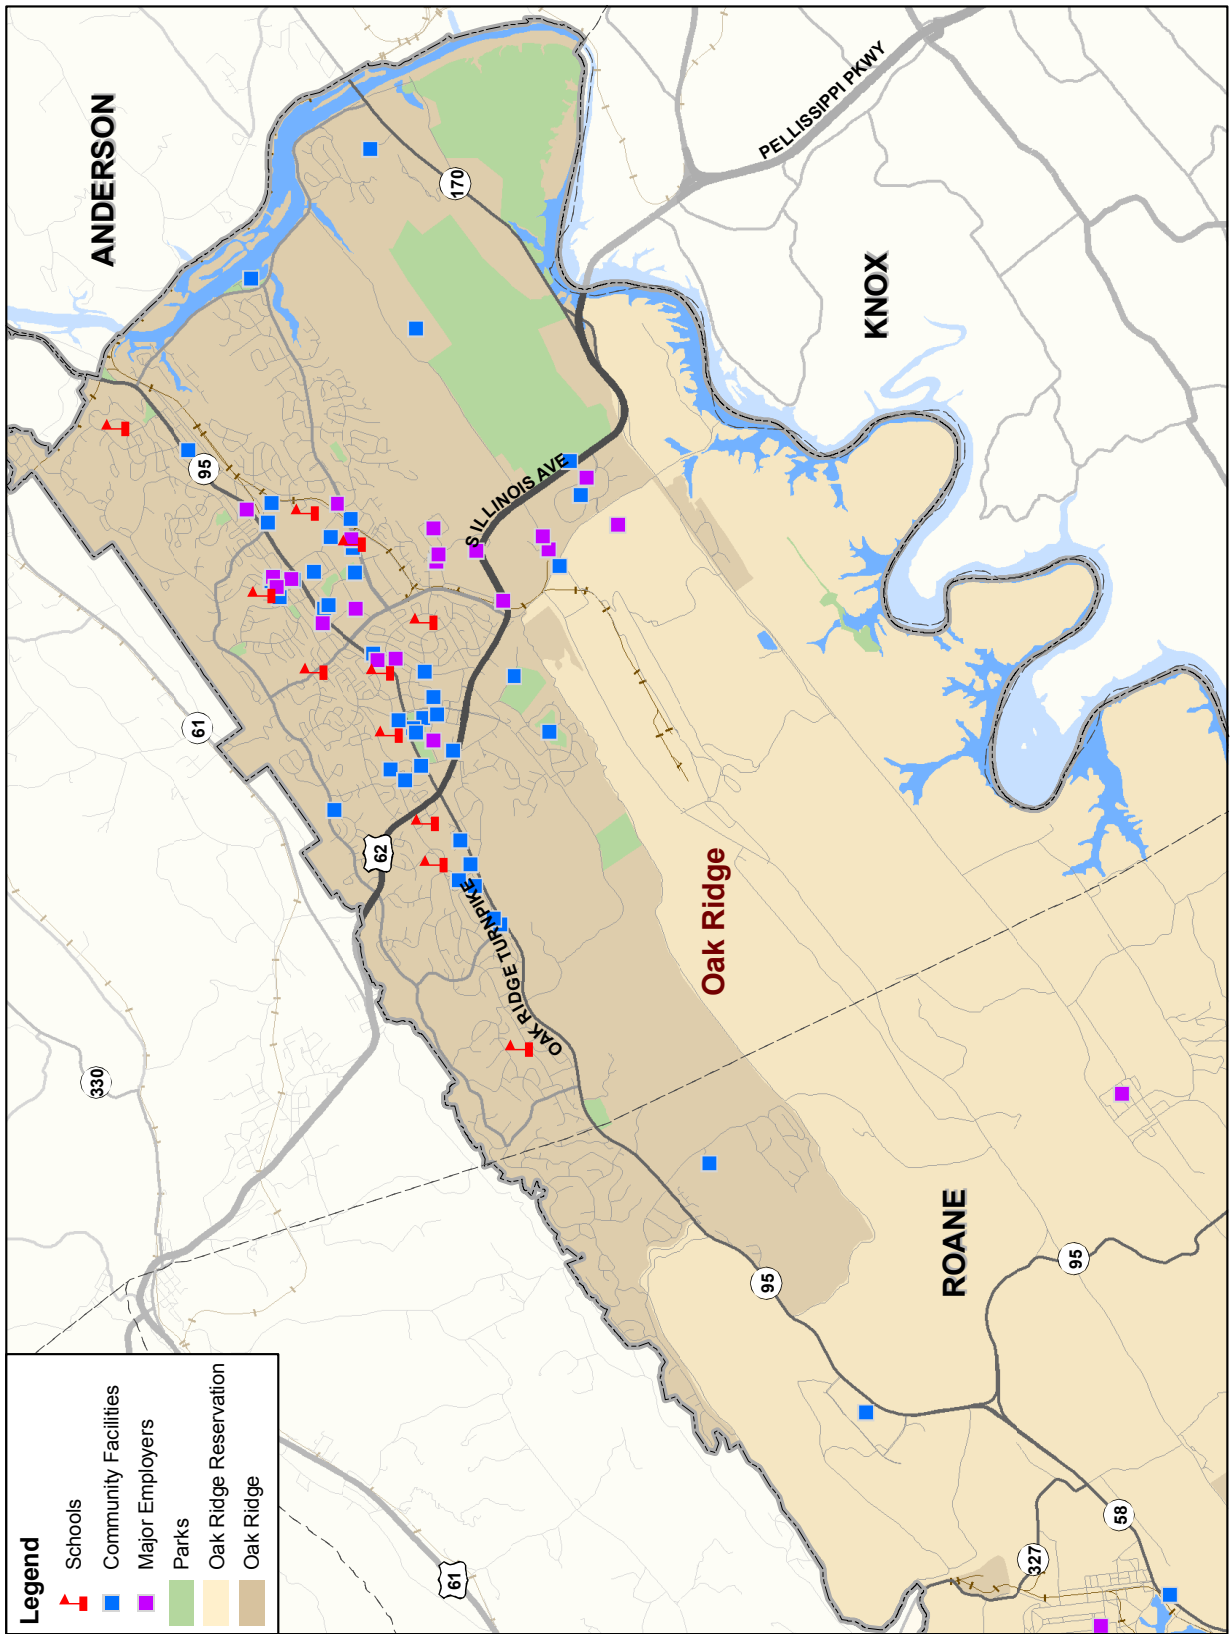 Legend
Schools
Community Facilities
Major Employers
Parks
Oak Ridge Reservation
Oak Ridge
ANDERSON
KNOX
ROANE
Oak Ridge
PELLISSIPPI PKWY
S ILLINOIS AVE
OAK RIDGE TURNPIKE
170
95
61
62
330
95
95
58
327
61